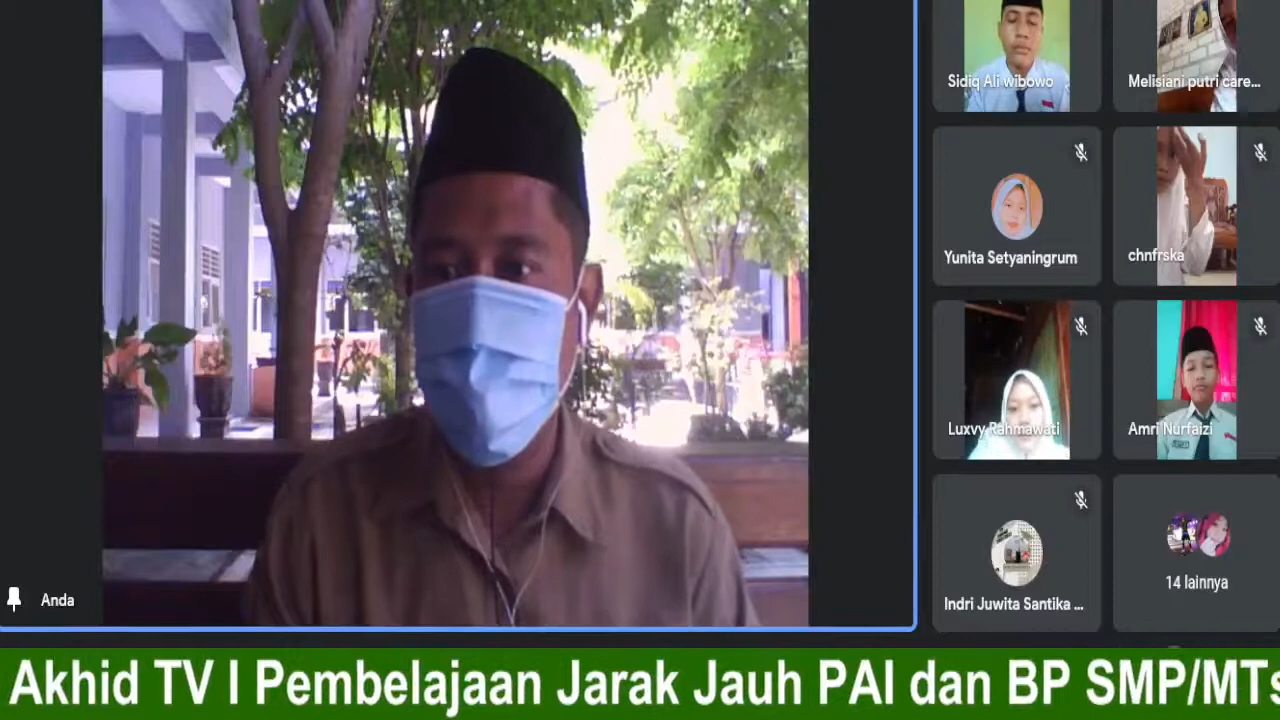 Sidiq Ali wibowo
Melisiani putri care...
Yunita Setyaningrum
chnfrska
Luxvy Rahmawati
Amri Nurfaizi
Indri Juwita Santika ...
14 lainnya
Anda
Akhid TV I Pembelajaan Jarak Jauh PAI dan BP SMP/MTs